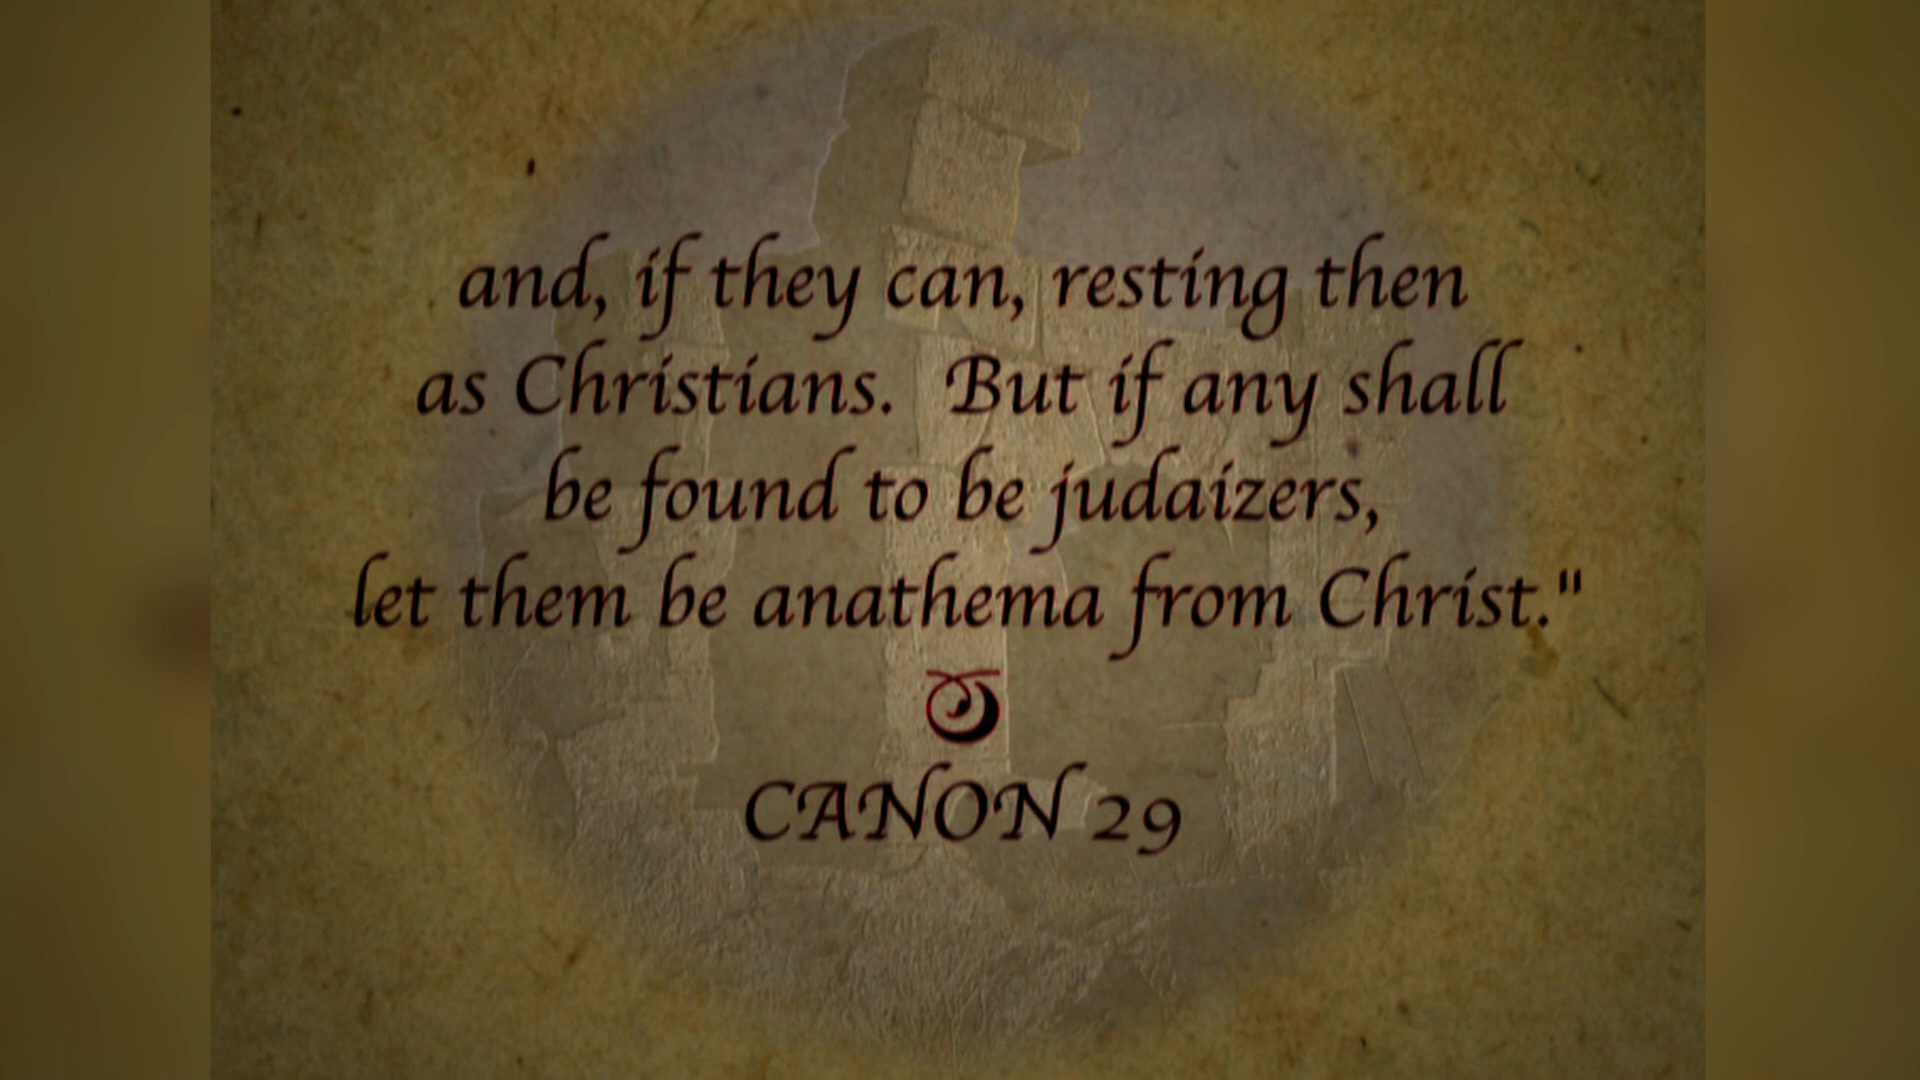 and, if they can, resting then
as Christians. But if any shall
be found to be judaizers,
let them be anathema from Christ."
CANON 29